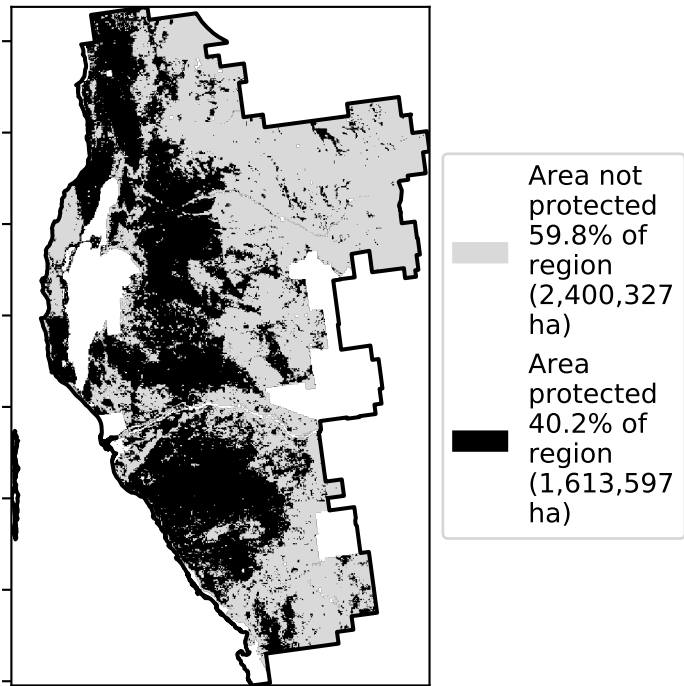 Area not
protected
59.8% of
region
(2,400,327
ha)
Area
protected
40.2% of
region
(1,613,597
ha)